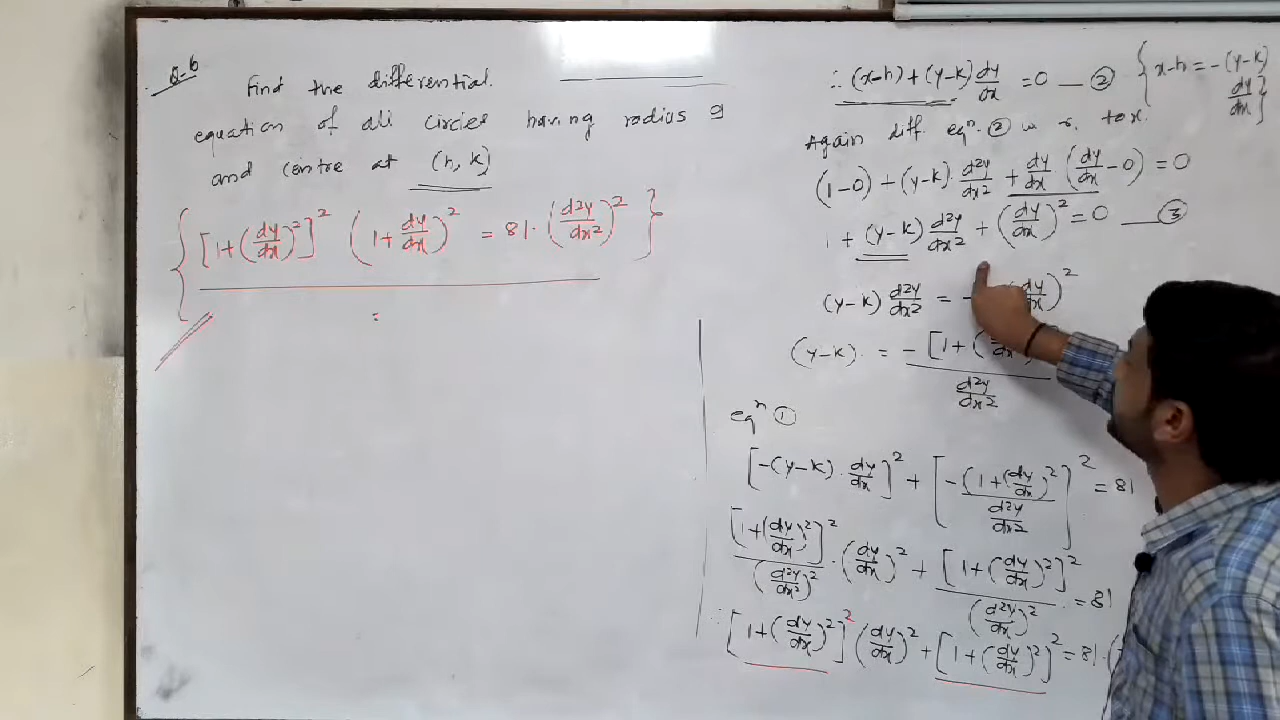 Q-6
Find the differential.
equation of all circles having radius 9
and centre at (h, k)
{ [1+(dy/dx)²]² (1+dy/dx)² = 81·(d²y/dx²)² }
=
∴ (x-h) + (y-k) dy/dx = 0 — ②
{ x-h = -(y-k) dy/dx }
Again diff. eqⁿ. ② w. r. to x.
(1-0) + (y-k)· d²y/dx² + dy/dx (dy/dx - 0) = 0
1 + (y-k) d²y/dx² + (dy/dx)² = 0 — ③
(y-k) d²y/dx² = - dy/dx)²
(y-k). = - [1+( / d²y/dx²
eqⁿ ①
[-(y-k)· dy/dx]² + [-(1+(dy/dx)²) / d²y/dx²]² = 81
[1+(dy/dx)²]² / (d²y/dx²)² · (dy/dx)² + [1+(dy/dx)²]² / (d²y/dx²)² = 81
∴ [1+(dy/dx)²]² (dy/dx)² + [1+(dy/dx)²]² = 81·(